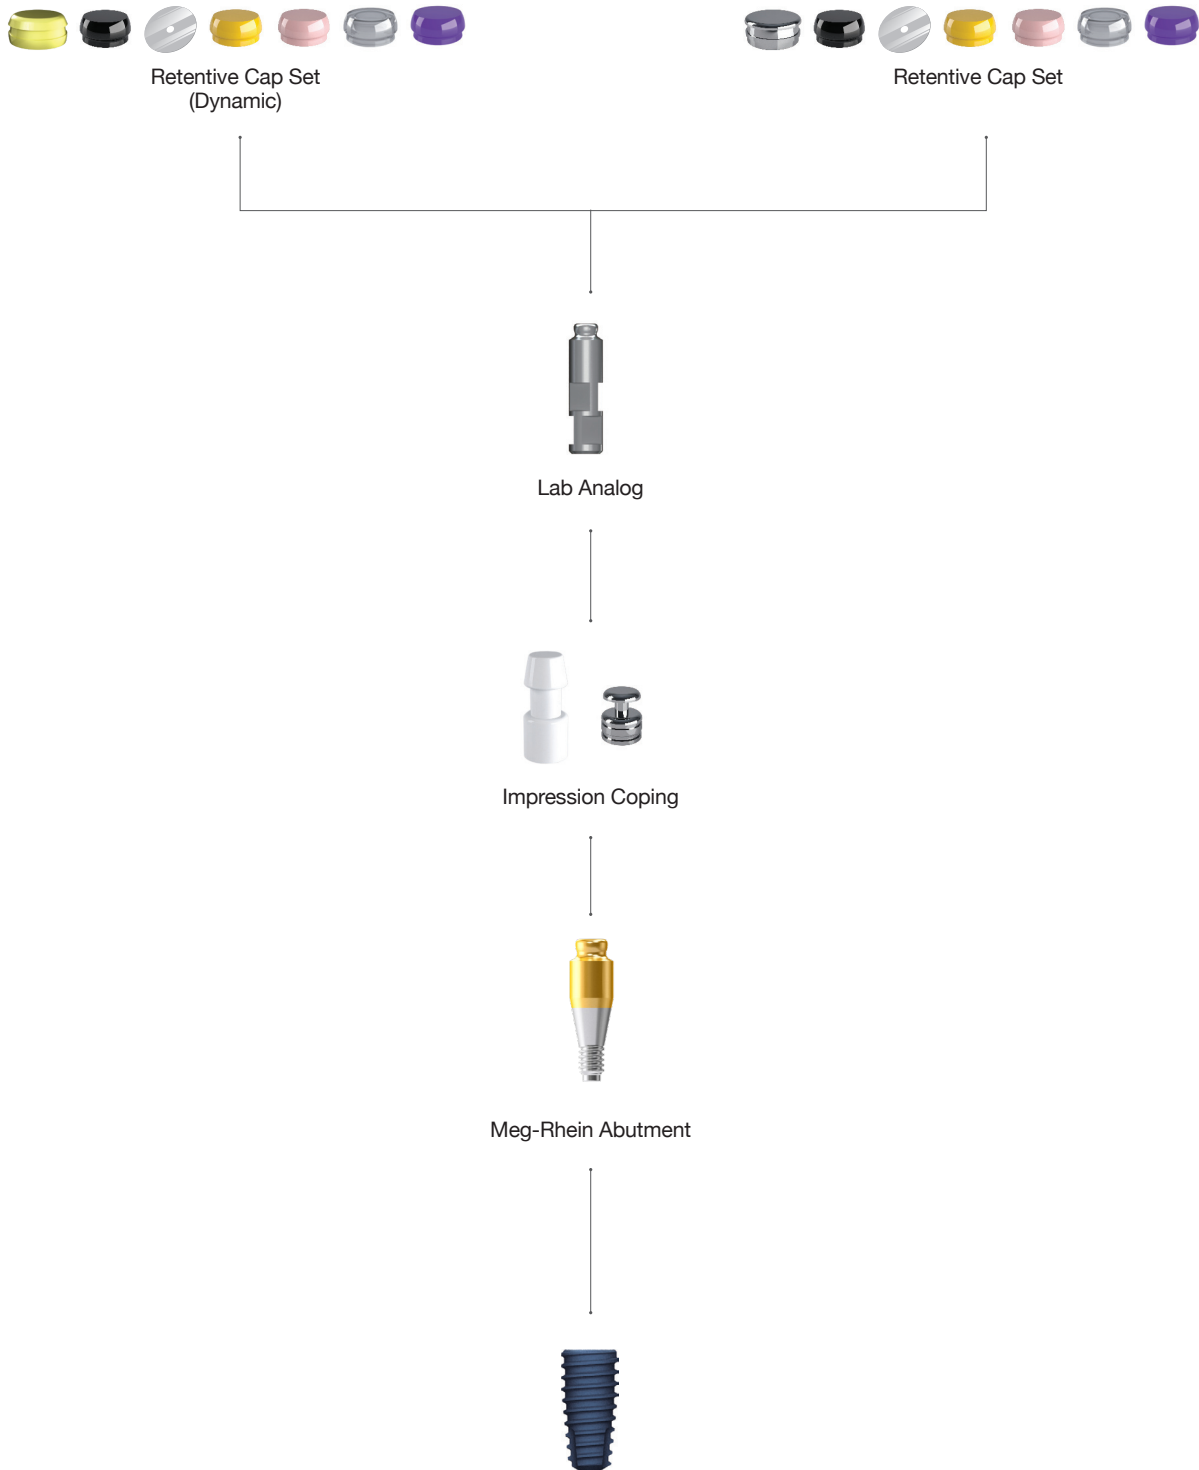 Retentive Cap Set
(Dynamic)
Retentive Cap Set
Lab Analog
Impression Coping
Meg-Rhein Abutment